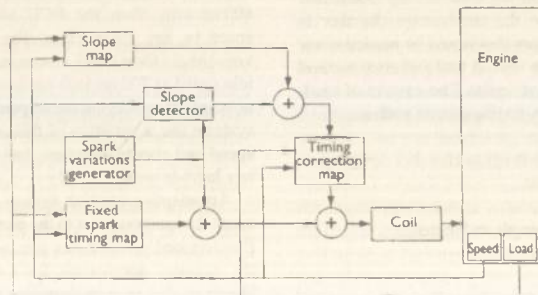 Slope
map
Engine
Slope
detector
+
Spark
variations
generator
Timing
correction
map
Fixed
spark
timing map
+
+
Coil
Speed
Load